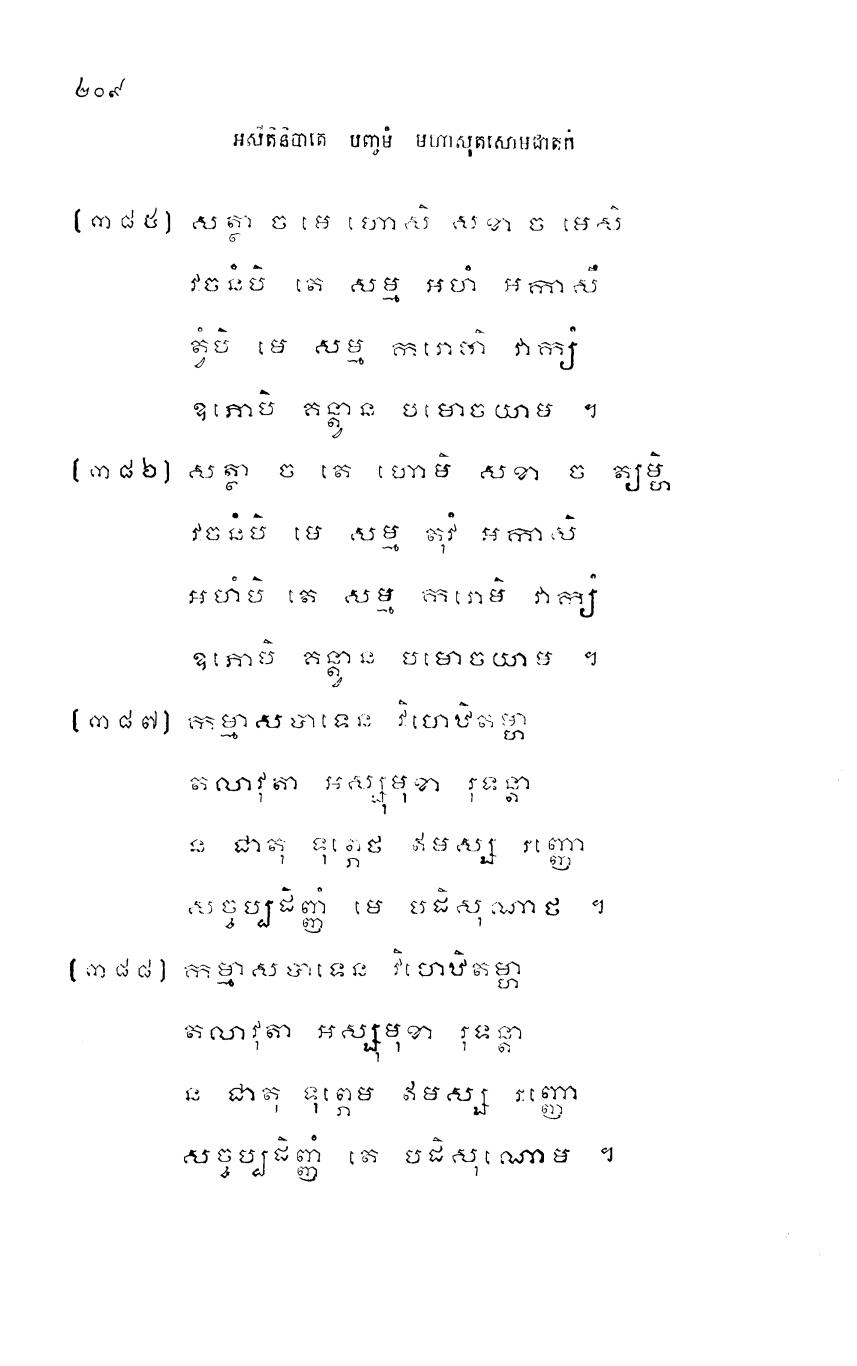 ២០៩
អសីតិនិបាតេ បញ្ចមំ មហាសុតសោមជាតកំ
[៣៨៥] សត្ថា ច មេ ហោសិ សខា ច មេសិ
វចនំបិ តេ សម្ម អហំ អកាសឹ
ត្វំបិ មេ សម្ម ករោហិ វាក្យំ
ឧភោបិ គន្ត្វាន បមោចយាម ។
[៣៨៦] សត្ថា ច តេ ហោមិ សខា ច ត្យម្ហិ
វចនំបិ មេ សម្ម តុវំ អកាសិ
អហំបិ តេ សម្ម ករោមិ វាក្យំ
ឧភោបិ គន្ត្វាន បមោចយាម ។
[៣៨៧] កម្មាសបាទេន វិហេឋិតម្ហា
តលាវុតា អស្សុមុខា រុទន្តា
ន ជាតុ ទុព្ភេថ ឥមស្ស រញ្ញោ
សច្ចប្បដិញ្ញំ មេ បដិសុណាថ ។
[៣៨៨] កម្មាសបាទេន វិហេឋិតម្ហា
តលាវុតា អស្សុមុខា រុទន្តា
ន ជាតុ ទុព្ភេម ឥមស្ស រញ្ញោ
សច្ចប្បដិញ្ញំ តេ បដិសុណោម ។